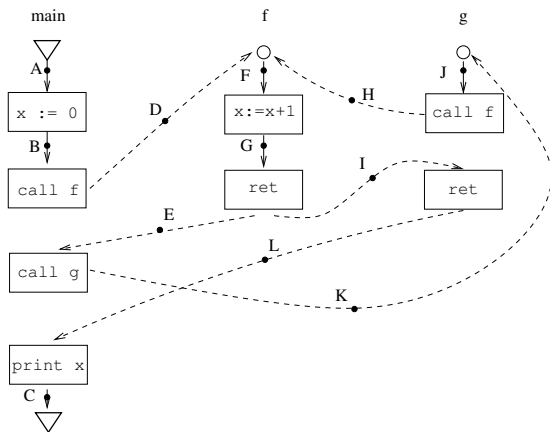 main f g
A F J
D H
x := 0 x:=x+1 call f
B G
I
call f ret ret
E
L
call g
K
print x
C